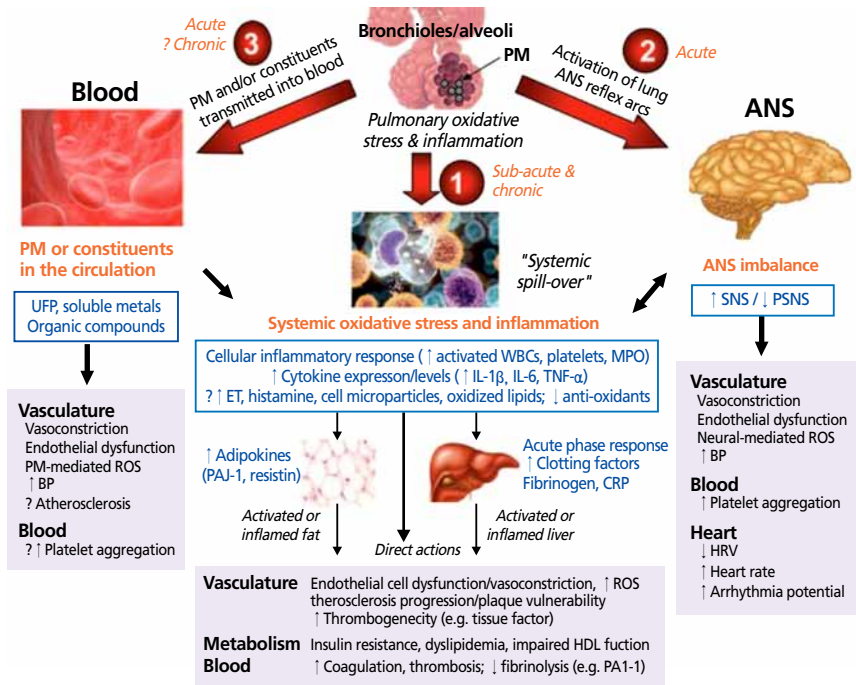 Acute
? Chronic
3
PM and/or constituents
transmitted into blood
Bronchioles/alveoli
PM
Pulmonary oxidative
stress & inflammation
Activation of lung
ANS reflex arcs
2
Acute
Blood
ANS
1
Sub-acute &
chronic
"Systemic
spill-over"
PM or constituents
in the circulation
UFP, soluble metals
Organic compounds
Vasculature
Vasoconstriction
Endothelial dysfunction
PM-mediated ROS
↑ BP
? Atherosclerosis
Blood
? ↑ Platelet aggregation
Systemic oxidative stress and inflammation
Cellular inflammatory response ( ↑ activated WBCs, platelets, MPO)
↑ Cytokine expresson/levels ( ↑ IL-1β, IL-6, TNF-α)
? ↑ ET, histamine, cell microparticles, oxidized lipids; ↓ anti-oxidants
↑ Adipokines
(PAJ-1, resistin)
Activated or
inflamed fat
Direct actions
Acute phase response
↑ Clotting factors
Fibrinogen, CRP
Activated or
inflamed liver
Vasculature Endothelial cell dysfunction/vasoconstriction, ↑ ROS
therosclerosis progression/plaque vulnerability
↑ Thrombogenecity (e.g. tissue factor)
Metabolism Insulin resistance, dyslipidemia, impaired HDL fuction
Blood ↑ Coagulation, thrombosis; ↓ fibrinolysis (e.g. PA1-1)
ANS imbalance
↑ SNS / ↓ PSNS
Vasculature
Vasoconstriction
Endothelial dysfunction
Neural-mediated ROS
↑ BP
Blood
↑ Platelet aggregation
Heart
↓ HRV
↑ Heart rate
↑ Arrhythmia potential